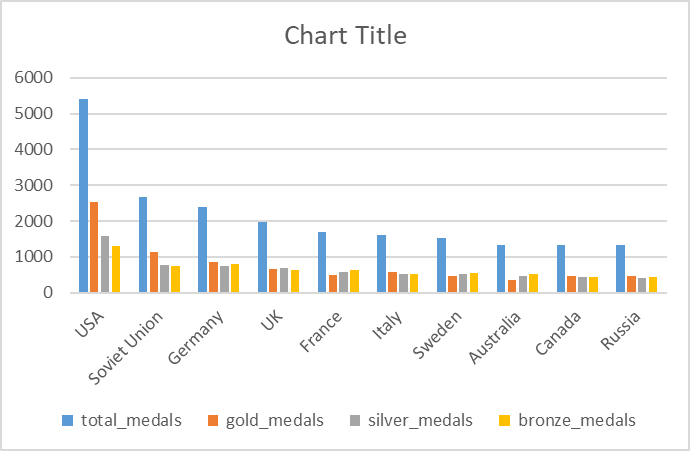 Chart Title
6000
5000
4000
3000
2000
1000
0
USA
Soviet Union
Germany
UK
France
Italy
Sweden
Australia
Canada
Russia
total_medals gold_medals silver_medals bronze_medals